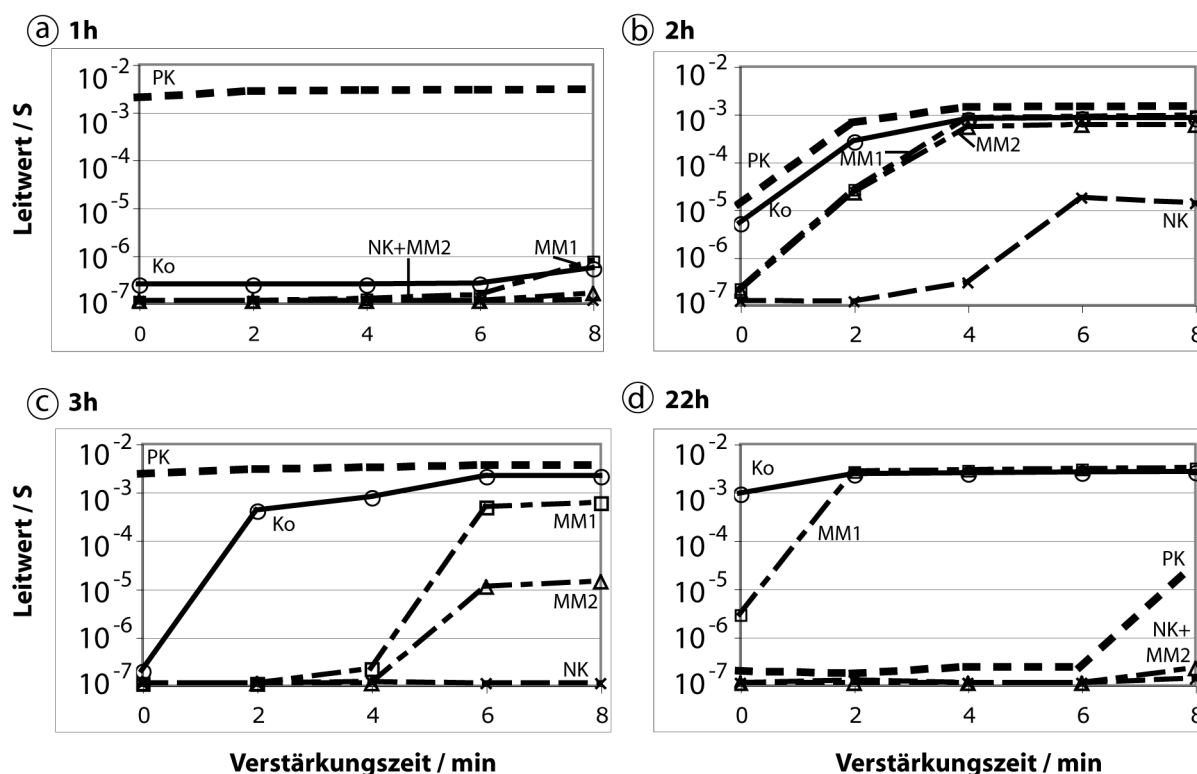 a 1h
10-2
10-3
10-4
10-5
10-6
10-7
PK
Ko
NK+MM2
MM1
0 2 4 6 8
Leitwert / S
b 2h
10-2
10-3
10-4
10-5
10-6
10-7
PK
Ko
MM1
MM2
NK
0 2 4 6 8
c 3h
10-2
10-3
10-4
10-5
10-6
10-7
PK
Ko
MM1
MM2
NK
0 2 4 6 8
Leitwert / S
Verstärkungszeit / min
d 22h
10-2
10-3
10-4
10-5
10-6
10-7
Ko
MM1
PK
NK+
MM2
0 2 4 6 8
Verstärkungszeit / min